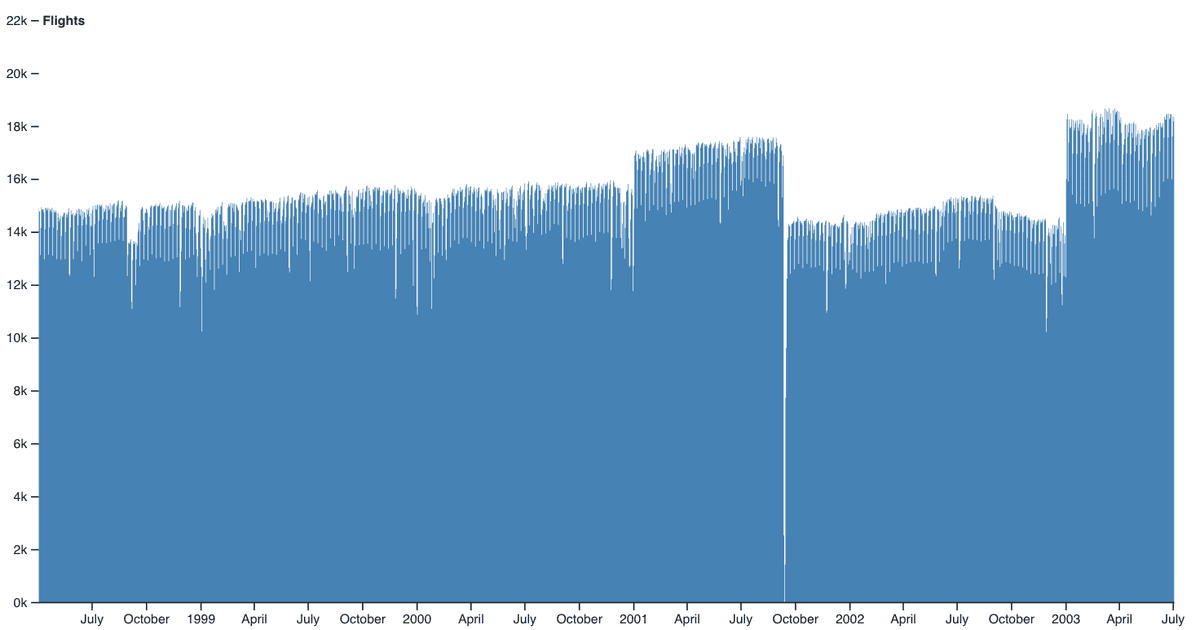 22k Flights
20k
18k
16k
14k
12k
10k
8k
6k
4k
2k
0k
July October 1999 April July October 2000 April July October 2001 April July October 2002 April July October 2003 April July